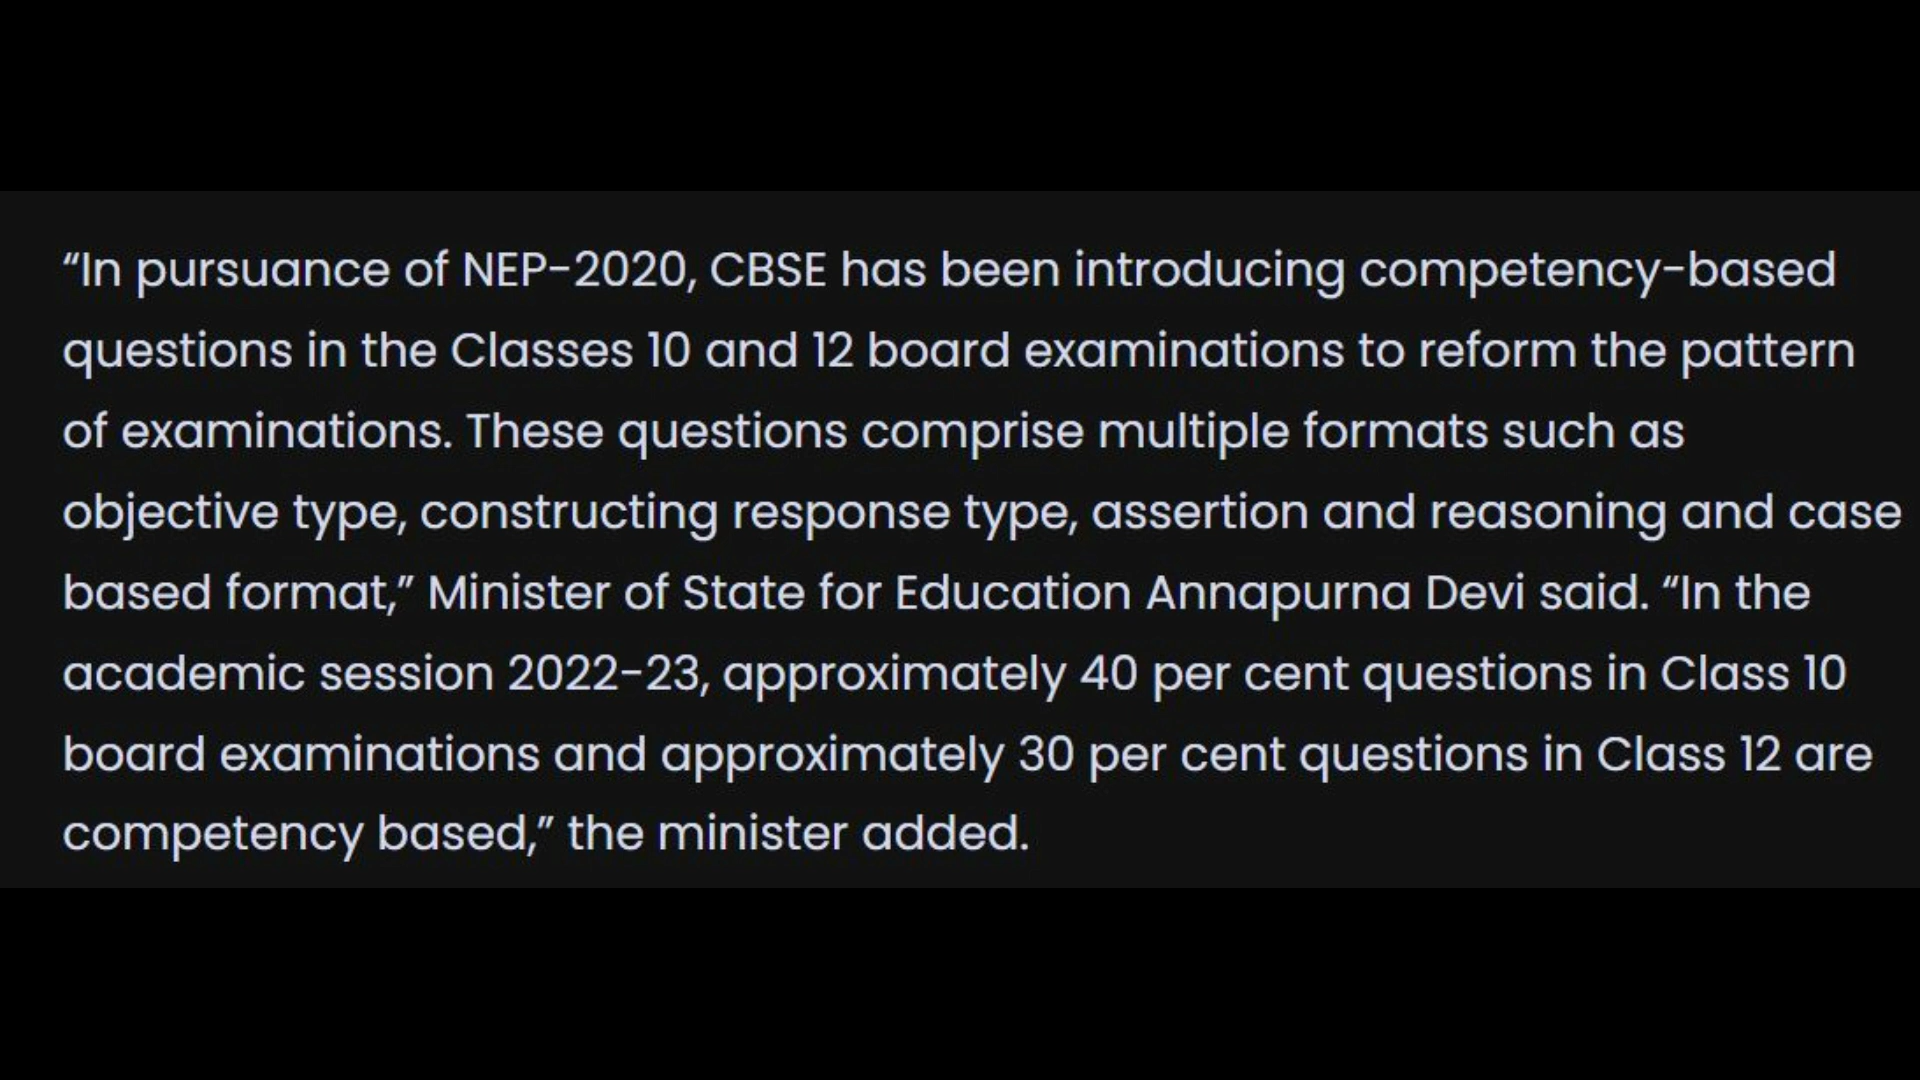 “In pursuance of NEP-2020, CBSE has been introducing competency-based
questions in the Classes 10 and 12 board examinations to reform the pattern
of examinations. These questions comprise multiple formats such as
objective type, constructing response type, assertion and reasoning and case
based format,” Minister of State for Education Annapurna Devi said. “In the
academic session 2022-23, approximately 40 per cent questions in Class 10
board examinations and approximately 30 per cent questions in Class 12 are
competency based,” the minister added.